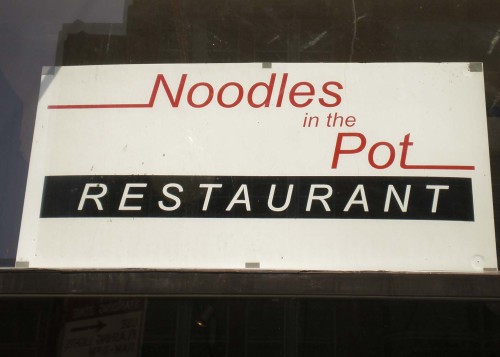 Noodles
in the
Pot
RESTAURANT